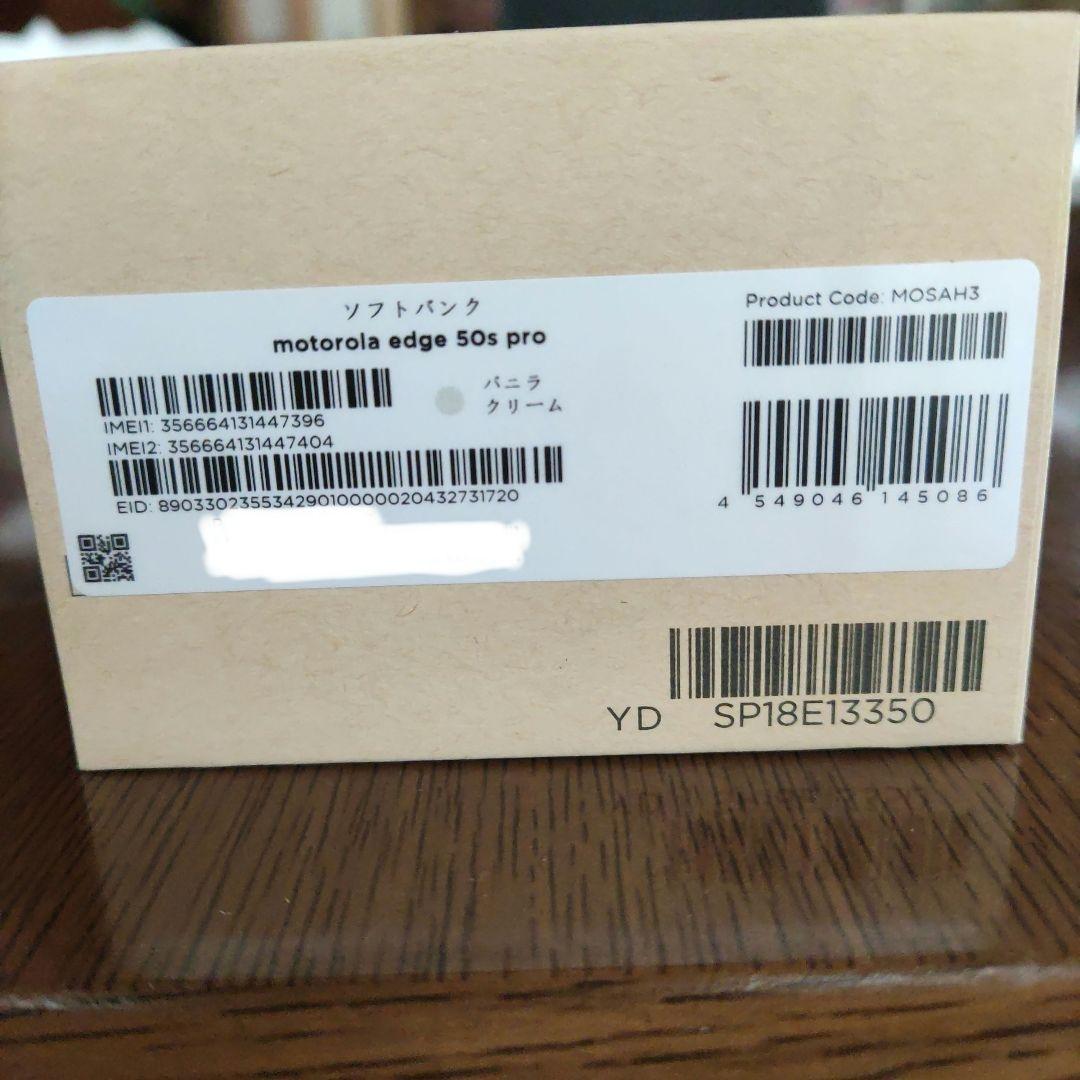 ソフトバンク
motorola edge 50s pro
バニラ
クリーム
IMEI1: 356664131447396
IMEI2: 356664131447404
EID: 89033023553429010000020432731720
Product Code: MOSAH3
4 549046 145086
YD SP18E13350